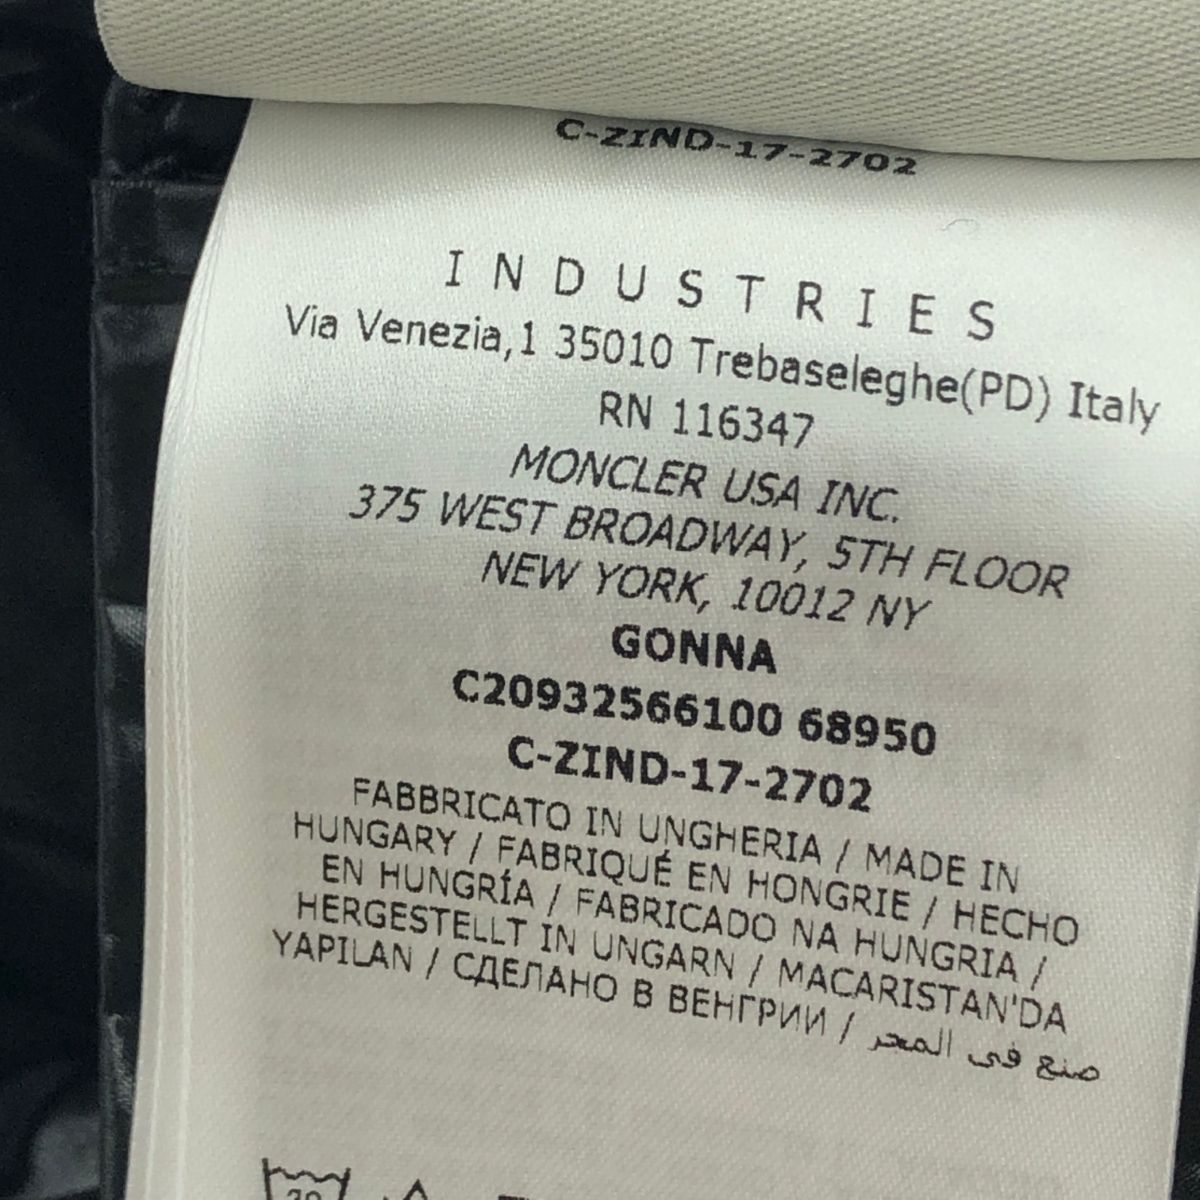 C-ZIND-17-2702
INDUSTRIES
Via Venezia,1 35010 Trebaseleghe(PD) Italy
RN 116347
MONCLER USA INC.
375 WEST BROADWAY, 5TH FLOOR
NEW YORK, 10012 NY
GONNA
C20932566100 68950
C-ZIND-17-2702
FABBRICATO IN UNGHERIA / MADE IN
HUNGARY / FABRIQUÉ EN HONGRIE / HECHO
EN HUNGRÍA / FABRICADO NA HUNGRIA /
HERGESTELLT IN UNGARN / MACARISTAN'DA
YAPILAN / СДЕЛАНО В ВЕНГРИИ / صنع في المجر